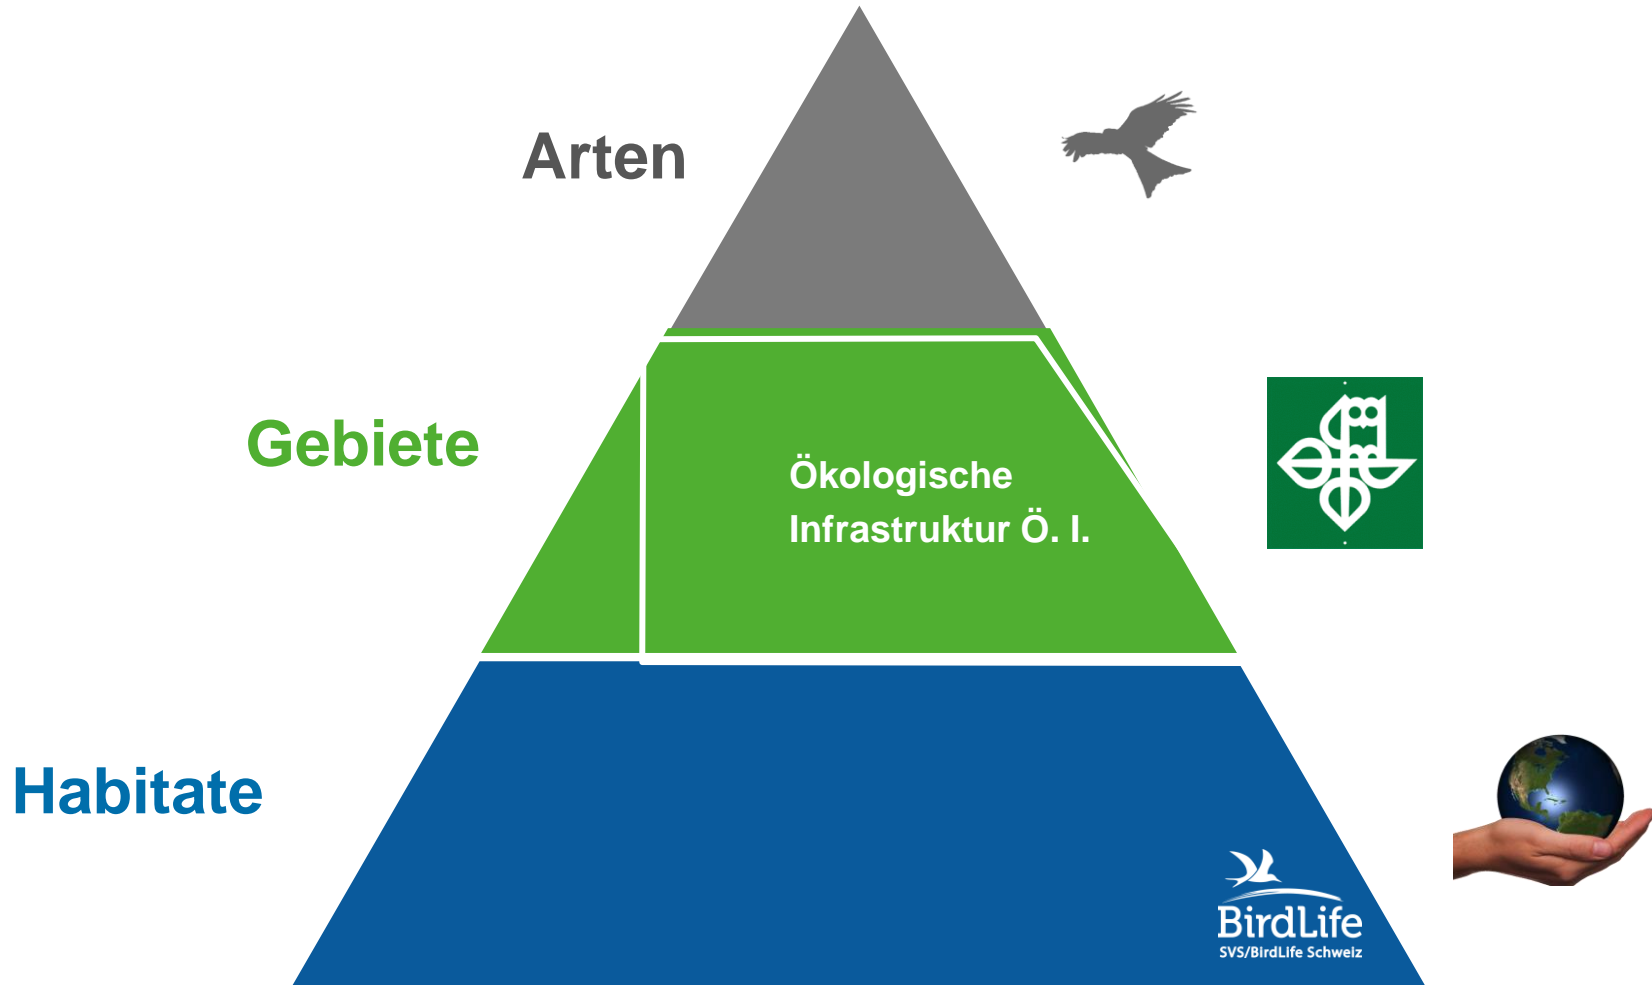 Arten
Gebiete
Ökologische
Infrastruktur Ö. I.
Habitate
BirdLife
SVS/BirdLife Schweiz